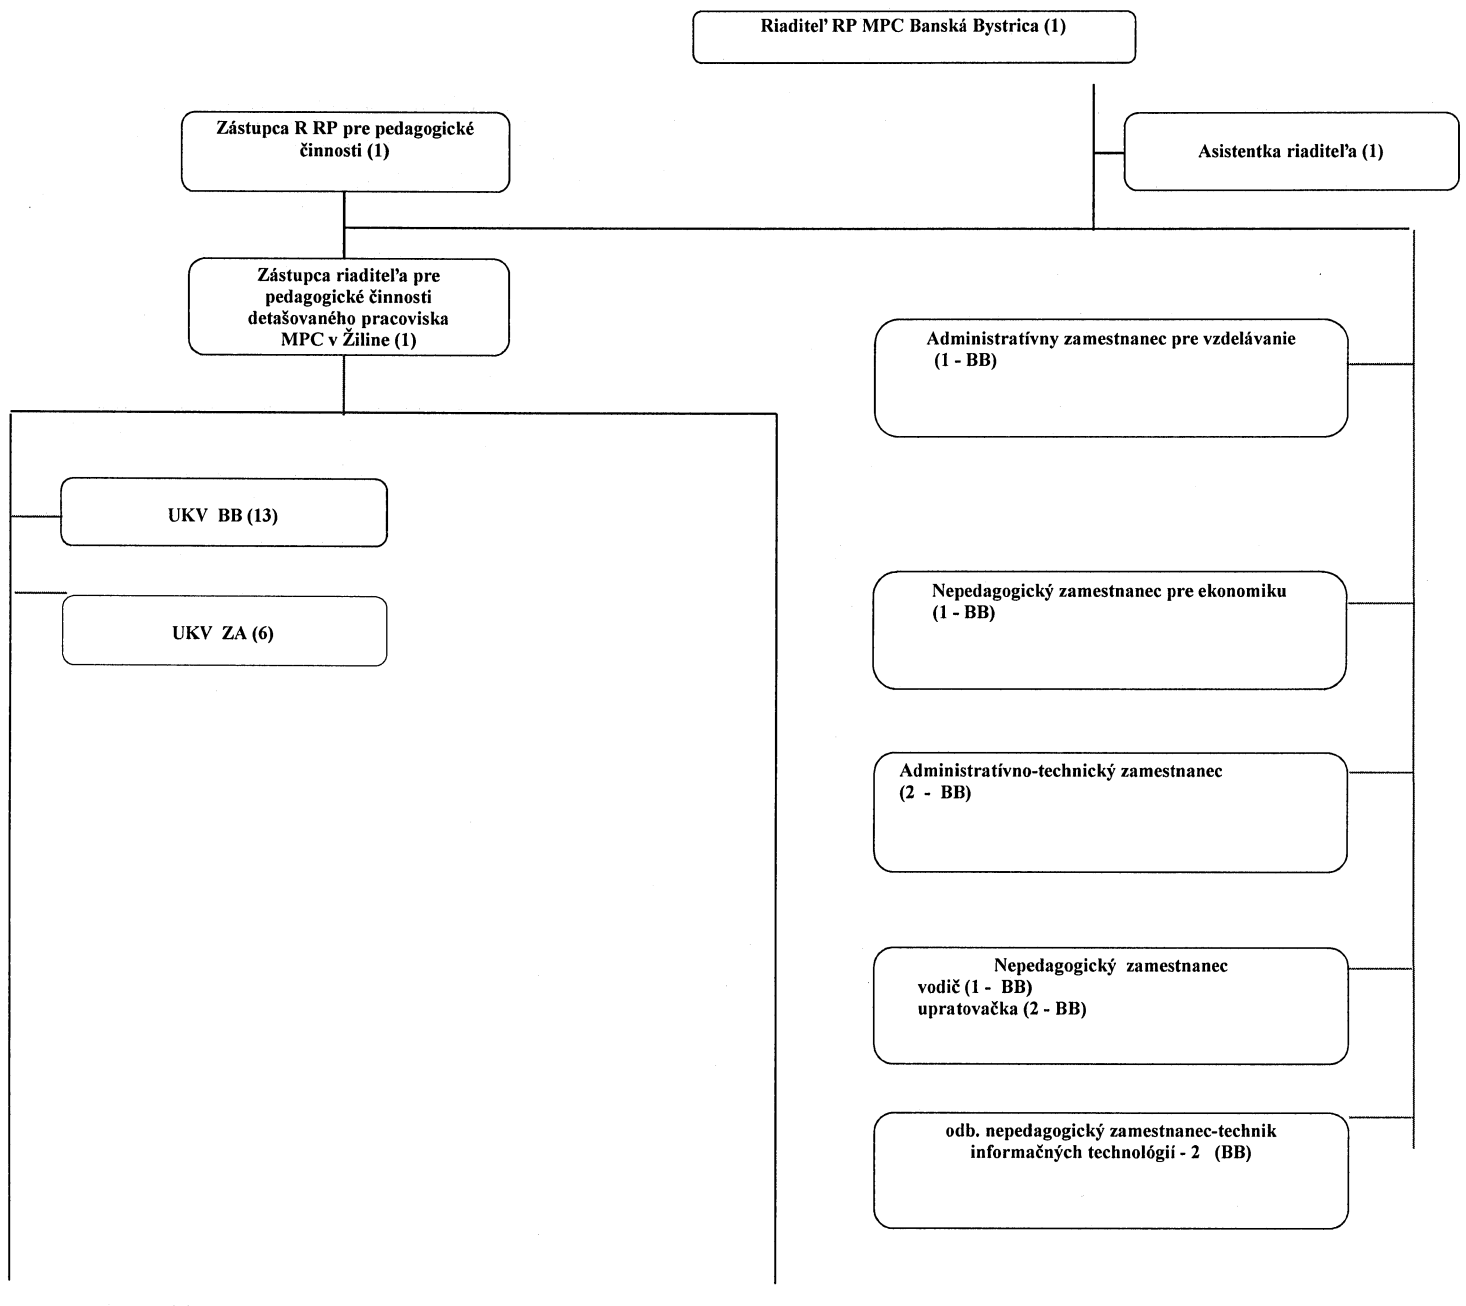 Riaditeľ RP MPC Banská Bystrica (1)
Zástupca R RP pre pedagogické
činnosti (1)
Asistentka riaditeľa (1)
Zástupca riaditeľa pre
pedagogické činnosti
detašovaného pracoviska
MPC v Žiline (1)
Administratívny zamestnanec pre vzdelávanie
(1 - BB)
UKV BB (13)
UKV ZA (6)
Nepedagogický zamestnanec pre ekonomiku
(1 - BB)
Administratívno-technický zamestnanec
(2 - BB)
Nepedagogický zamestnanec
vodič (1 - BB)
upratovačka (2 - BB)
odb. nepedagogický zamestnanec-technik
informačných technológií - 2 (BB)